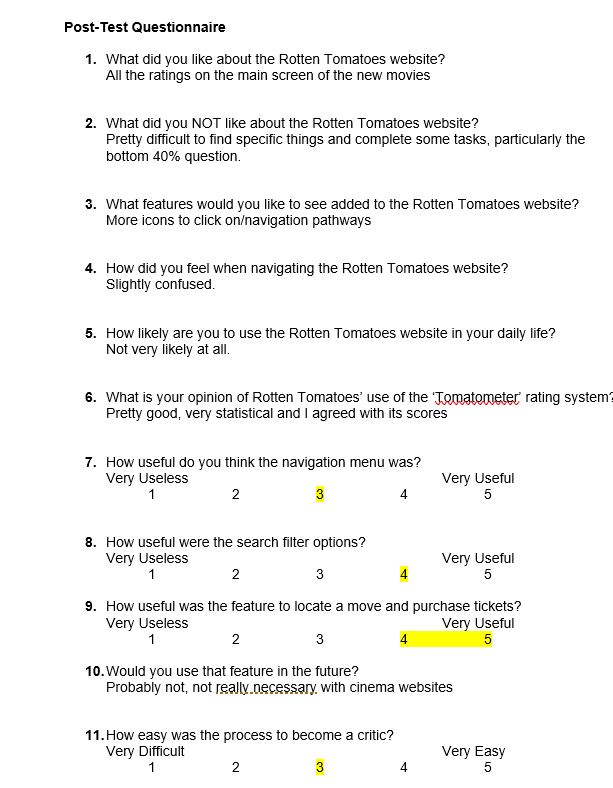 Post-Test Questionnaire
1. What did you like about the Rotten Tomatoes website?
All the ratings on the main screen of the new movies
2. What did you NOT like about the Rotten Tomatoes website?
Pretty difficult to find specific things and complete some tasks, particularly the
bottom 40% question.
3. What features would you like to see added to the Rotten Tomatoes website?
More icons to click on/navigation pathways
4. How did you feel when navigating the Rotten Tomatoes website?
Slightly confused.
5. How likely are you to use the Rotten Tomatoes website in your daily life?
Not very likely at all.
6. What is your opinion of Rotten Tomatoes' use of the 'Tomatometer' rating system?
Pretty good, very statistical and I agreed with its scores
7. How useful do you think the navigation menu was?
Very Useless Very Useful
1 2 3 4 5
8. How useful were the search filter options?
Very Useless Very Useful
1 2 3 4 5
9. How useful was the feature to locate a move and purchase tickets?
Very Useless Very Useful
1 2 3 4 5
10. Would you use that feature in the future?
Probably not, not really necessary with cinema websites
11. How easy was the process to become a critic?
Very Difficult Very Easy
1 2 3 4 5